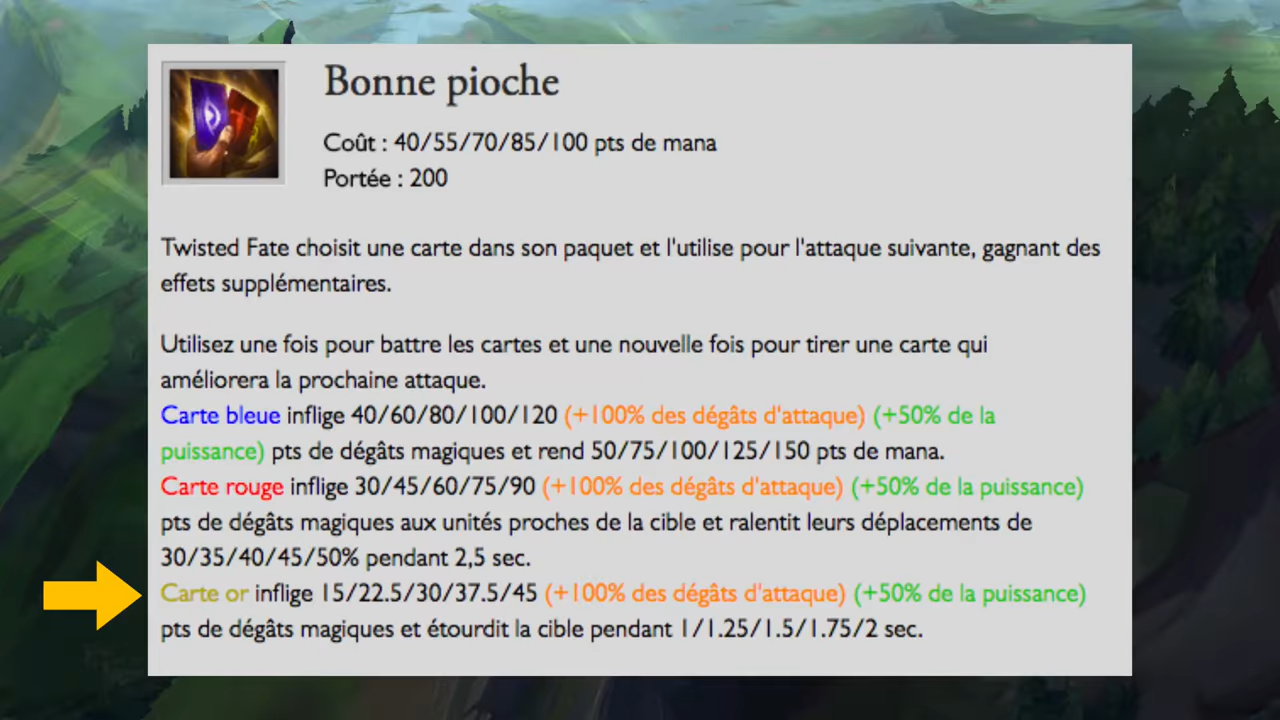 Bonne pioche
Coût : 40/55/70/85/100 pts de mana
Portée : 200
Twisted Fate choisit une carte dans son paquet et l'utilise pour l'attaque suivante, gagnant des
effets supplémentaires.
Utilisez une fois pour battre les cartes et une nouvelle fois pour tirer une carte qui
améliorera la prochaine attaque.
Carte bleue inflige 40/60/80/100/120 (+100% des dégâts d'attaque) (+50% de la
puissance) pts de dégâts magiques et rend 50/75/100/125/150 pts de mana.
Carte rouge inflige 30/45/60/75/90 (+100% des dégâts d'attaque) (+50% de la puissance)
pts de dégâts magiques aux unités proches de la cible et ralentit leurs déplacements de
30/35/40/45/50% pendant 2,5 sec.
Carte or inflige 15/22.5/30/37.5/45 (+100% des dégâts d'attaque) (+50% de la puissance)
pts de dégâts magiques et étourdit la cible pendant 1/1.25/1.5/1.75/2 sec.